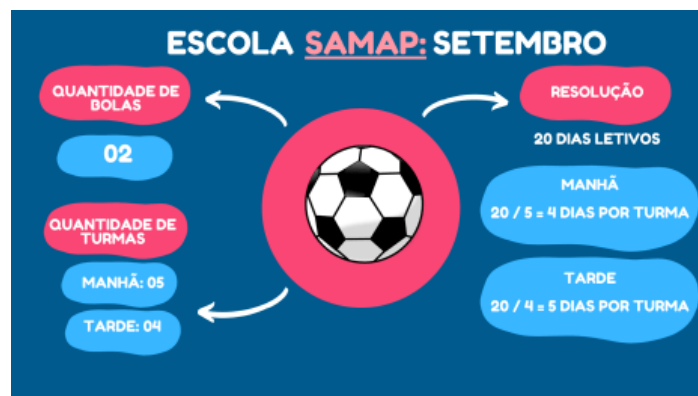 ESCOLA SAMAP: SETEMBRO
QUANTIDADE DE
BOLAS
02
QUANTIDADE DE
TURMAS
MANHÃ: 05
TARDE: 04
RESOLUÇÃO
20 DIAS LETIVOS
MANHÃ
20 / 5 = 4 DIAS POR TURMA
TARDE
20 / 4 = 5 DIAS POR TURMA